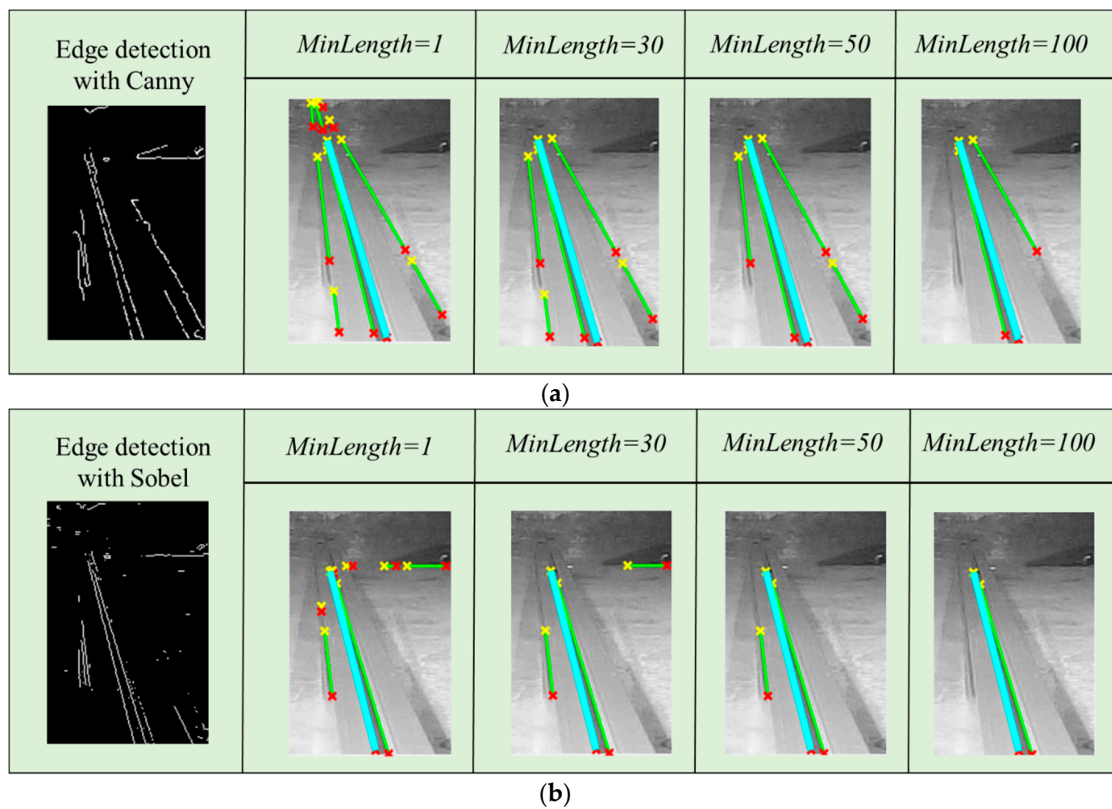 Edge detection
with Canny
MinLength=1
MinLength=30
MinLength=50
MinLength=100
(a)
Edge detection
with Sobel
MinLength=1
MinLength=30
MinLength=50
MinLength=100
(b)